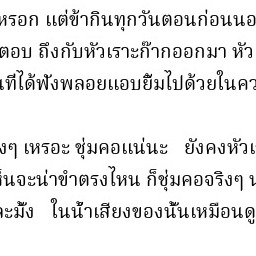 หรอก แต่ข้ากินทุกวันตอนก่อนนอ
ตอบ ถึงกับหัวเราะก๊ากออกมา หัว
นที่ได้ฟังพลอยแอบยิ้มไปด้วยในคว
งๆ เหรอะ ชุ่มคอแน่นะ ยังคงหัวเ
ห็นจะน่าขำตรงไหน ก็ชุ่มคอจริงๆ น
ละมั้ง ในน้ำเสียงของนั้นเหมือนดู